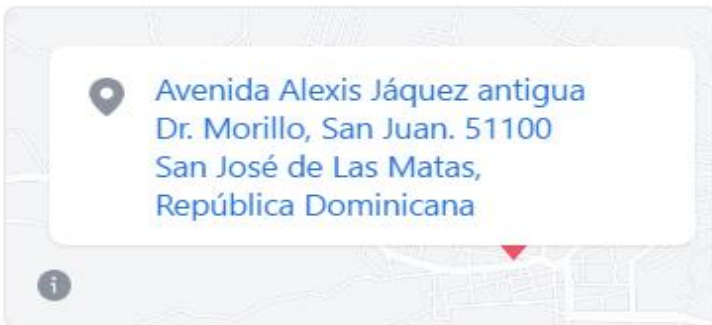 Avenida Alexis Jáquez antigua
Dr. Morillo, San Juan. 51100
San José de Las Matas,
República Dominicana